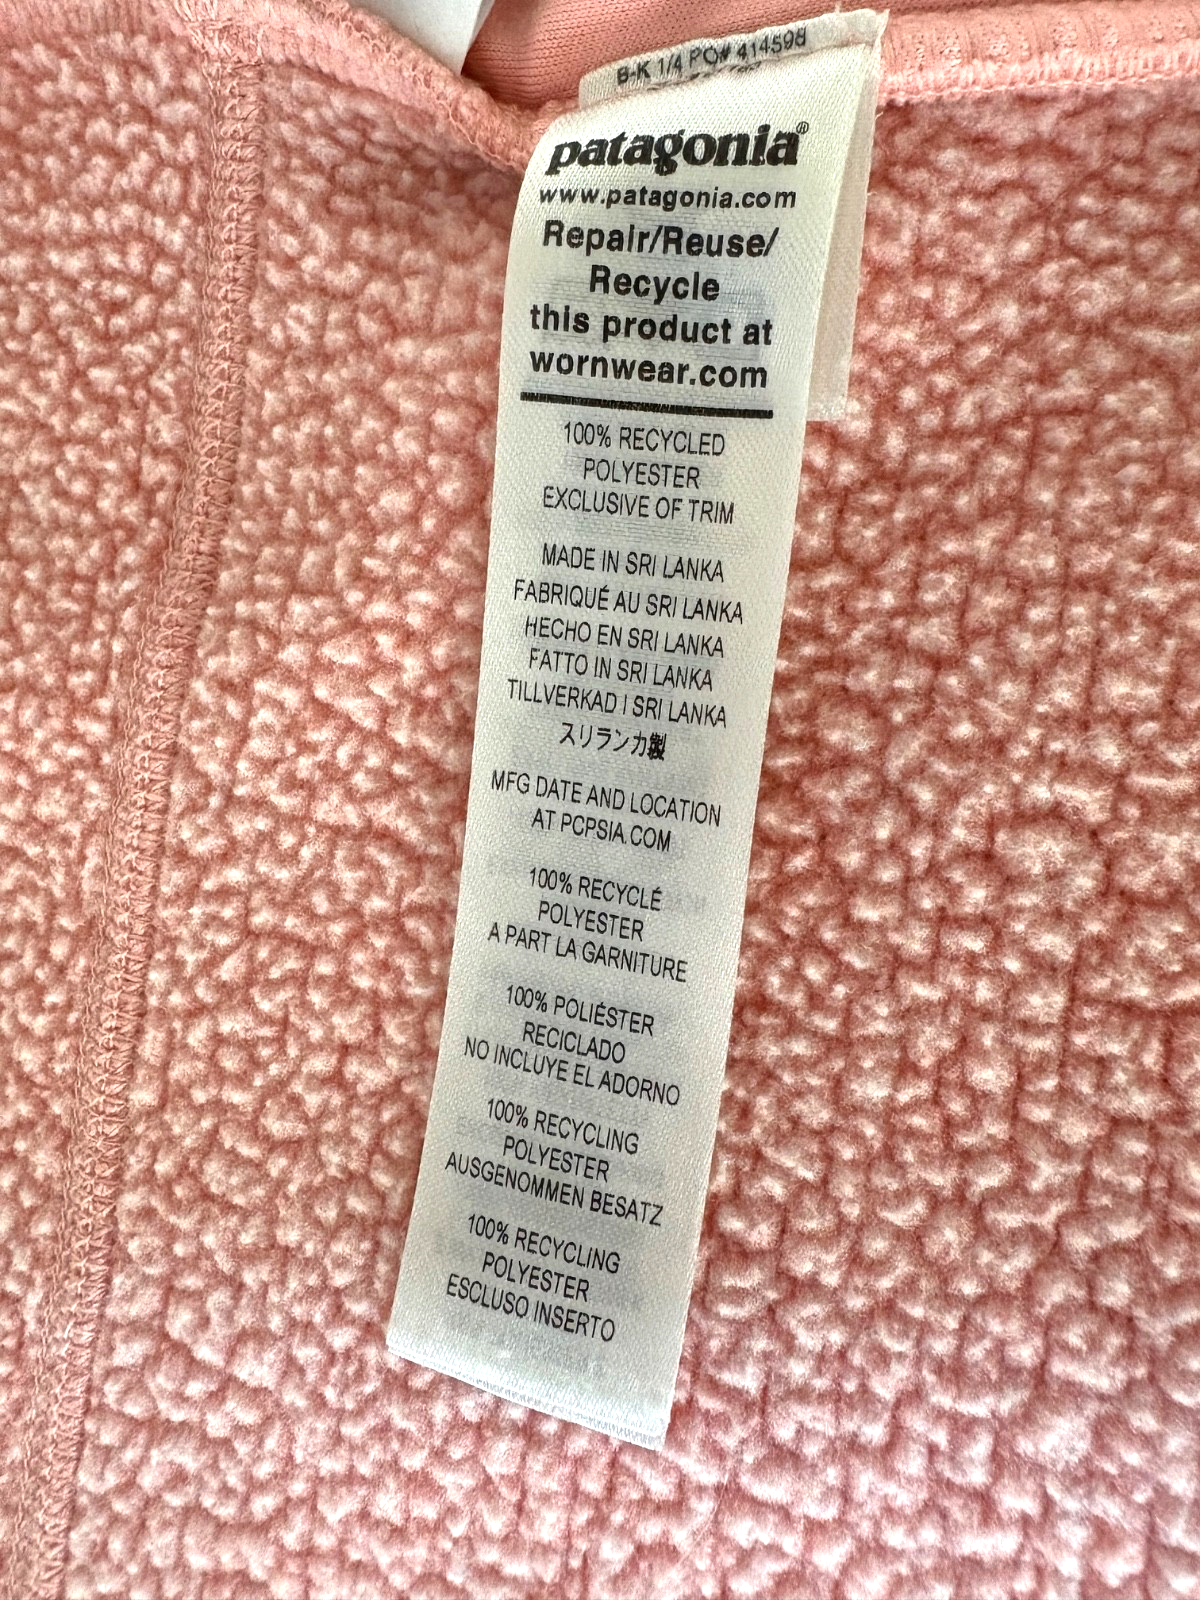 B-K 1/4 PO# 414598
patagonia®
www.patagonia.com
Repair/Reuse/
Recycle
this product at
wornwear.com
100% RECYCLED
POLYESTER
EXCLUSIVE OF TRIM
MADE IN SRI LANKA
FABRIQUÉ AU SRI LANKA
HECHO EN SRI LANKA
FATTO IN SRI LANKA
TILLVERKAD I SRI LANKA
スリランカ製
MFG DATE AND LOCATION
AT PCPSIA.COM
100% RECYCLÉ
POLYESTER
A PART LA GARNITURE
100% POLIÉSTER
RECICLADO
NO INCLUYE EL ADORNO
100% RECYCLING
POLYESTER
AUSGENOMMEN BESATZ
100% RECYCLING
POLYESTER
ESCLUSO INSERTO